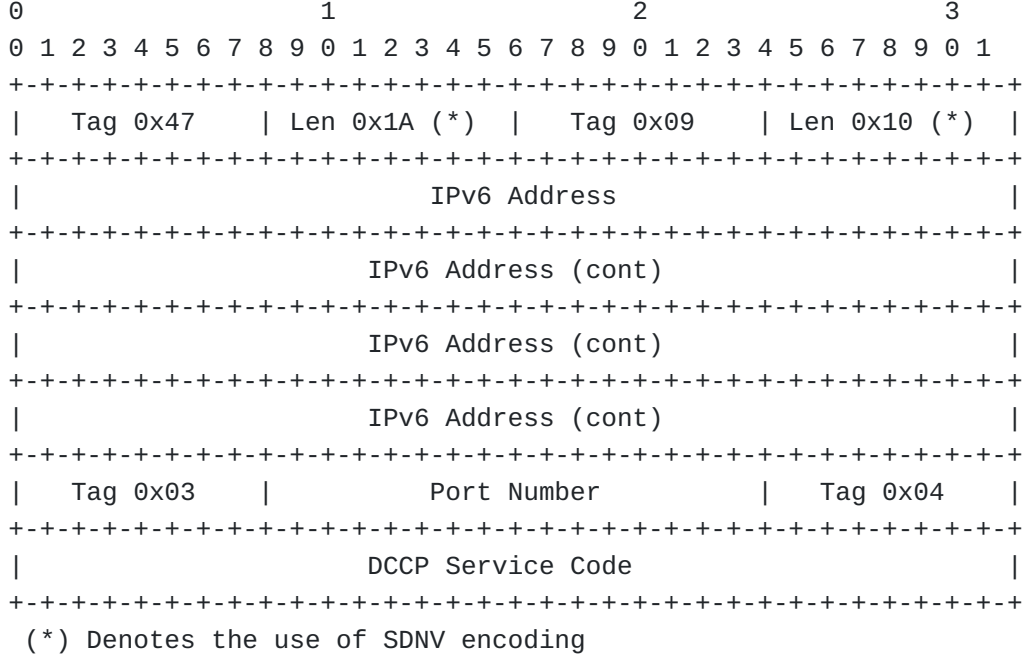 0                   1                   2                   3
0 1 2 3 4 5 6 7 8 9 0 1 2 3 4 5 6 7 8 9 0 1 2 3 4 5 6 7 8 9 0 1
+-+-+-+-+-+-+-+-+-+-+-+-+-+-+-+-+-+-+-+-+-+-+-+-+-+-+-+-+-+-+-+-+
|   Tag 0x47    | Len 0x1A (*)  |   Tag 0x09    | Len 0x10 (*)  |
+-+-+-+-+-+-+-+-+-+-+-+-+-+-+-+-+-+-+-+-+-+-+-+-+-+-+-+-+-+-+-+-+
|                          IPv6 Address                         |
+-+-+-+-+-+-+-+-+-+-+-+-+-+-+-+-+-+-+-+-+-+-+-+-+-+-+-+-+-+-+-+-+
|                      IPv6 Address (cont)                      |
+-+-+-+-+-+-+-+-+-+-+-+-+-+-+-+-+-+-+-+-+-+-+-+-+-+-+-+-+-+-+-+-+
|                      IPv6 Address (cont)                      |
+-+-+-+-+-+-+-+-+-+-+-+-+-+-+-+-+-+-+-+-+-+-+-+-+-+-+-+-+-+-+-+-+
|                      IPv6 Address (cont)                      |
+-+-+-+-+-+-+-+-+-+-+-+-+-+-+-+-+-+-+-+-+-+-+-+-+-+-+-+-+-+-+-+-+
|   Tag 0x03    |          Port Number          |   Tag 0x04    |
+-+-+-+-+-+-+-+-+-+-+-+-+-+-+-+-+-+-+-+-+-+-+-+-+-+-+-+-+-+-+-+-+
|                      DCCP Service Code                        |
+-+-+-+-+-+-+-+-+-+-+-+-+-+-+-+-+-+-+-+-+-+-+-+-+-+-+-+-+-+-+-+-+
 (*) Denotes the use of SDNV encoding